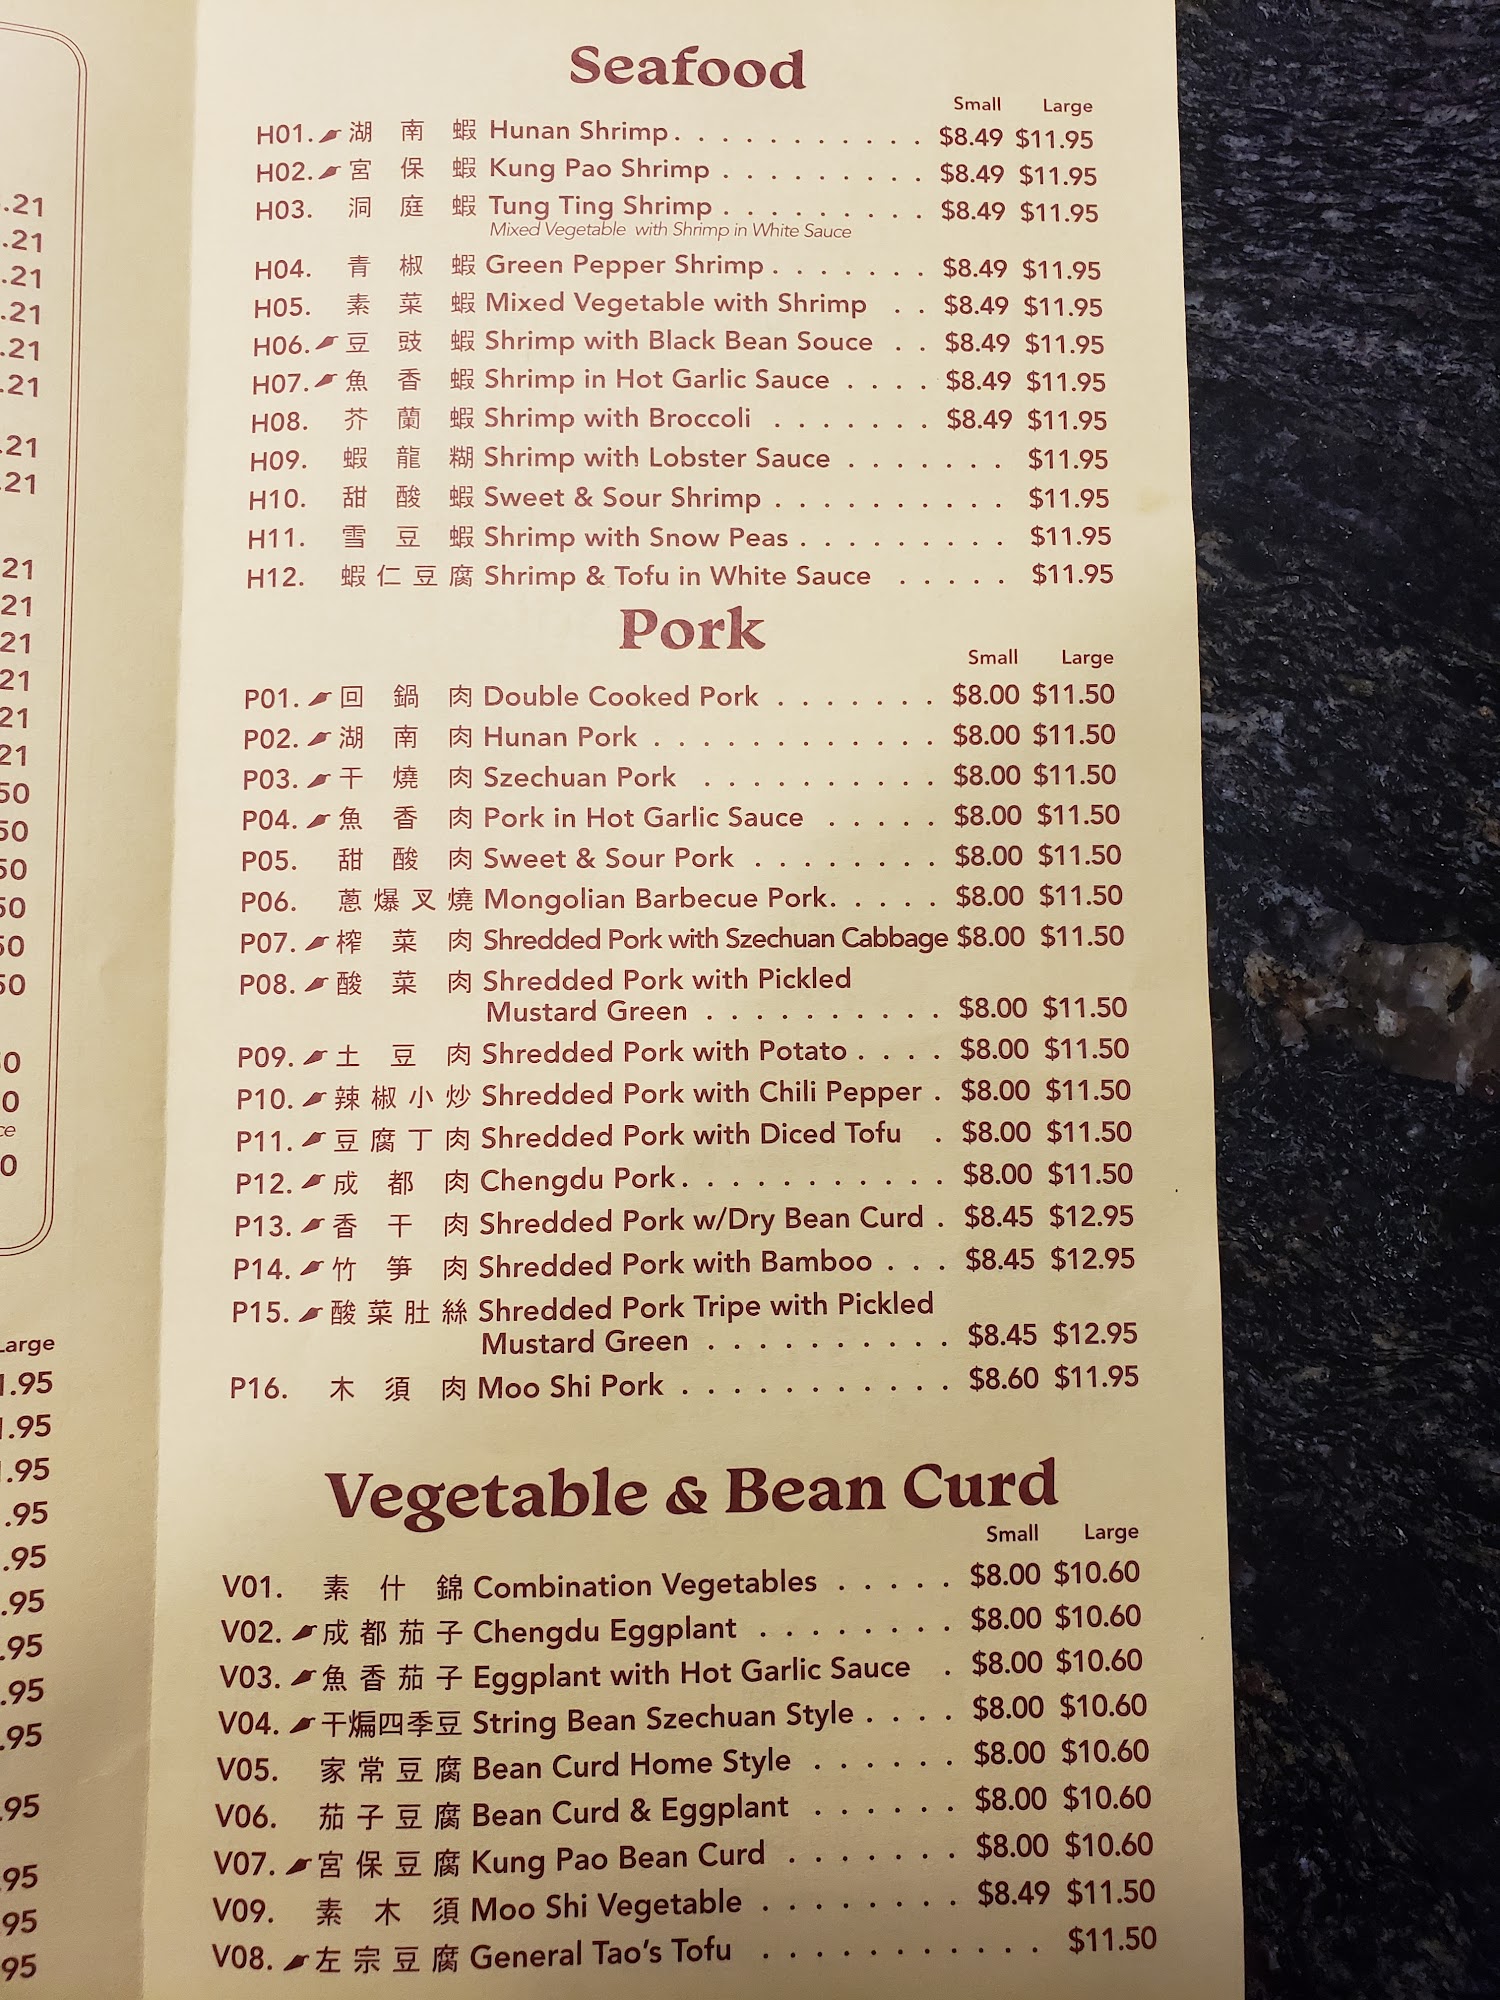 Seafood
Small Large
H01. 湖南蝦 Hunan Shrimp. . . . . . . . . . . $8.49 $11.95
H02. 宮保蝦 Kung Pao Shrimp . . . . . . . . . $8.49 $11.95
H03. 洞庭蝦 Tung Ting Shrimp . . . . . . . . . $8.49 $11.95
Mixed Vegetable with Shrimp in White Sauce
H04. 青椒蝦 Green Pepper Shrimp . . . . . . . $8.49 $11.95
H05. 素菜蝦 Mixed Vegetable with Shrimp . . $8.49 $11.95
H06. 豆豉蝦 Shrimp with Black Bean Souce . . $8.49 $11.95
H07. 魚香蝦 Shrimp in Hot Garlic Sauce . . . . $8.49 $11.95
H08. 芥蘭蝦 Shrimp with Broccoli . . . . . . . $8.49 $11.95
H09. 蝦龍糊 Shrimp with Lobster Sauce . . . . . . . $11.95
H10. 甜酸蝦 Sweet & Sour Shrimp . . . . . . . . . . $11.95
H11. 雪豆蝦 Shrimp with Snow Peas . . . . . . . . . $11.95
H12. 蝦仁豆腐 Shrimp & Tofu in White Sauce . . . . . $11.95
Pork
Small Large
P01. 回鍋肉 Double Cooked Pork . . . . . . . $8.00 $11.50
P02. 湖南肉 Hunan Pork . . . . . . . . . . . . $8.00 $11.50
P03. 干燒肉 Szechuan Pork . . . . . . . . . . $8.00 $11.50
P04. 魚香肉 Pork in Hot Garlic Sauce . . . . . $8.00 $11.50
P05. 甜酸肉 Sweet & Sour Pork . . . . . . . . $8.00 $11.50
P06. 蔥爆叉燒 Mongolian Barbecue Pork. . . . . $8.00 $11.50
P07. 榨菜肉 Shredded Pork with Szechuan Cabbage $8.00 $11.50
P08. 酸菜肉 Shredded Pork with Pickled
Mustard Green . . . . . . . . . . $8.00 $11.50
P09. 土豆肉 Shredded Pork with Potato . . . . $8.00 $11.50
P10. 辣椒小炒 Shredded Pork with Chili Pepper . $8.00 $11.50
P11. 豆腐丁肉 Shredded Pork with Diced Tofu . $8.00 $11.50
P12. 成都肉 Chengdu Pork. . . . . . . . . . . $8.00 $11.50
P13. 香干肉 Shredded Pork w/Dry Bean Curd . $8.45 $12.95
P14. 竹筍肉 Shredded Pork with Bamboo . . . $8.45 $12.95
P15. 酸菜肚絲 Shredded Pork Tripe with Pickled
Mustard Green . . . . . . . . . . $8.45 $12.95
P16. 木須肉 Moo Shi Pork . . . . . . . . . . . $8.60 $11.95
Vegetable & Bean Curd
Small Large
V01. 素什錦 Combination Vegetables . . . . . $8.00 $10.60
V02. 成都茄子 Chengdu Eggplant . . . . . . . . $8.00 $10.60
V03. 魚香茄子 Eggplant with Hot Garlic Sauce . $8.00 $10.60
V04. 干煸四季豆 String Bean Szechuan Style . . . . $8.00 $10.60
V05. 家常豆腐 Bean Curd Home Style . . . . . . $8.00 $10.60
V06. 茄子豆腐 Bean Curd & Eggplant . . . . . . $8.00 $10.60
V07. 宮保豆腐 Kung Pao Bean Curd . . . . . . . $8.00 $10.60
V09. 素木須 Moo Shi Vegetable . . . . . . . . $8.49 $11.50
V08. 左宗豆腐 General Tao's Tofu . . . . . . . . . . . $11.50